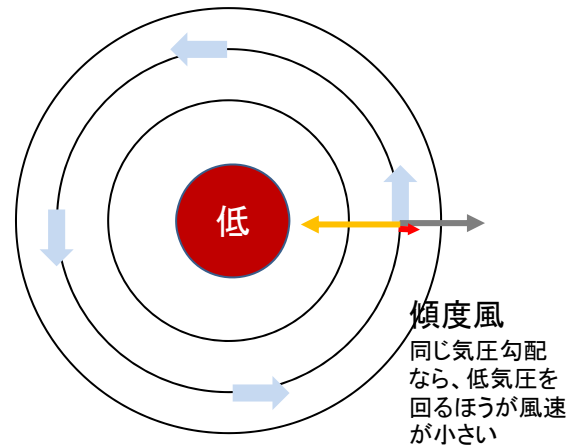 低
傾度風
同じ気圧勾配
なら、低気圧を
回るほうが風速
が小さい